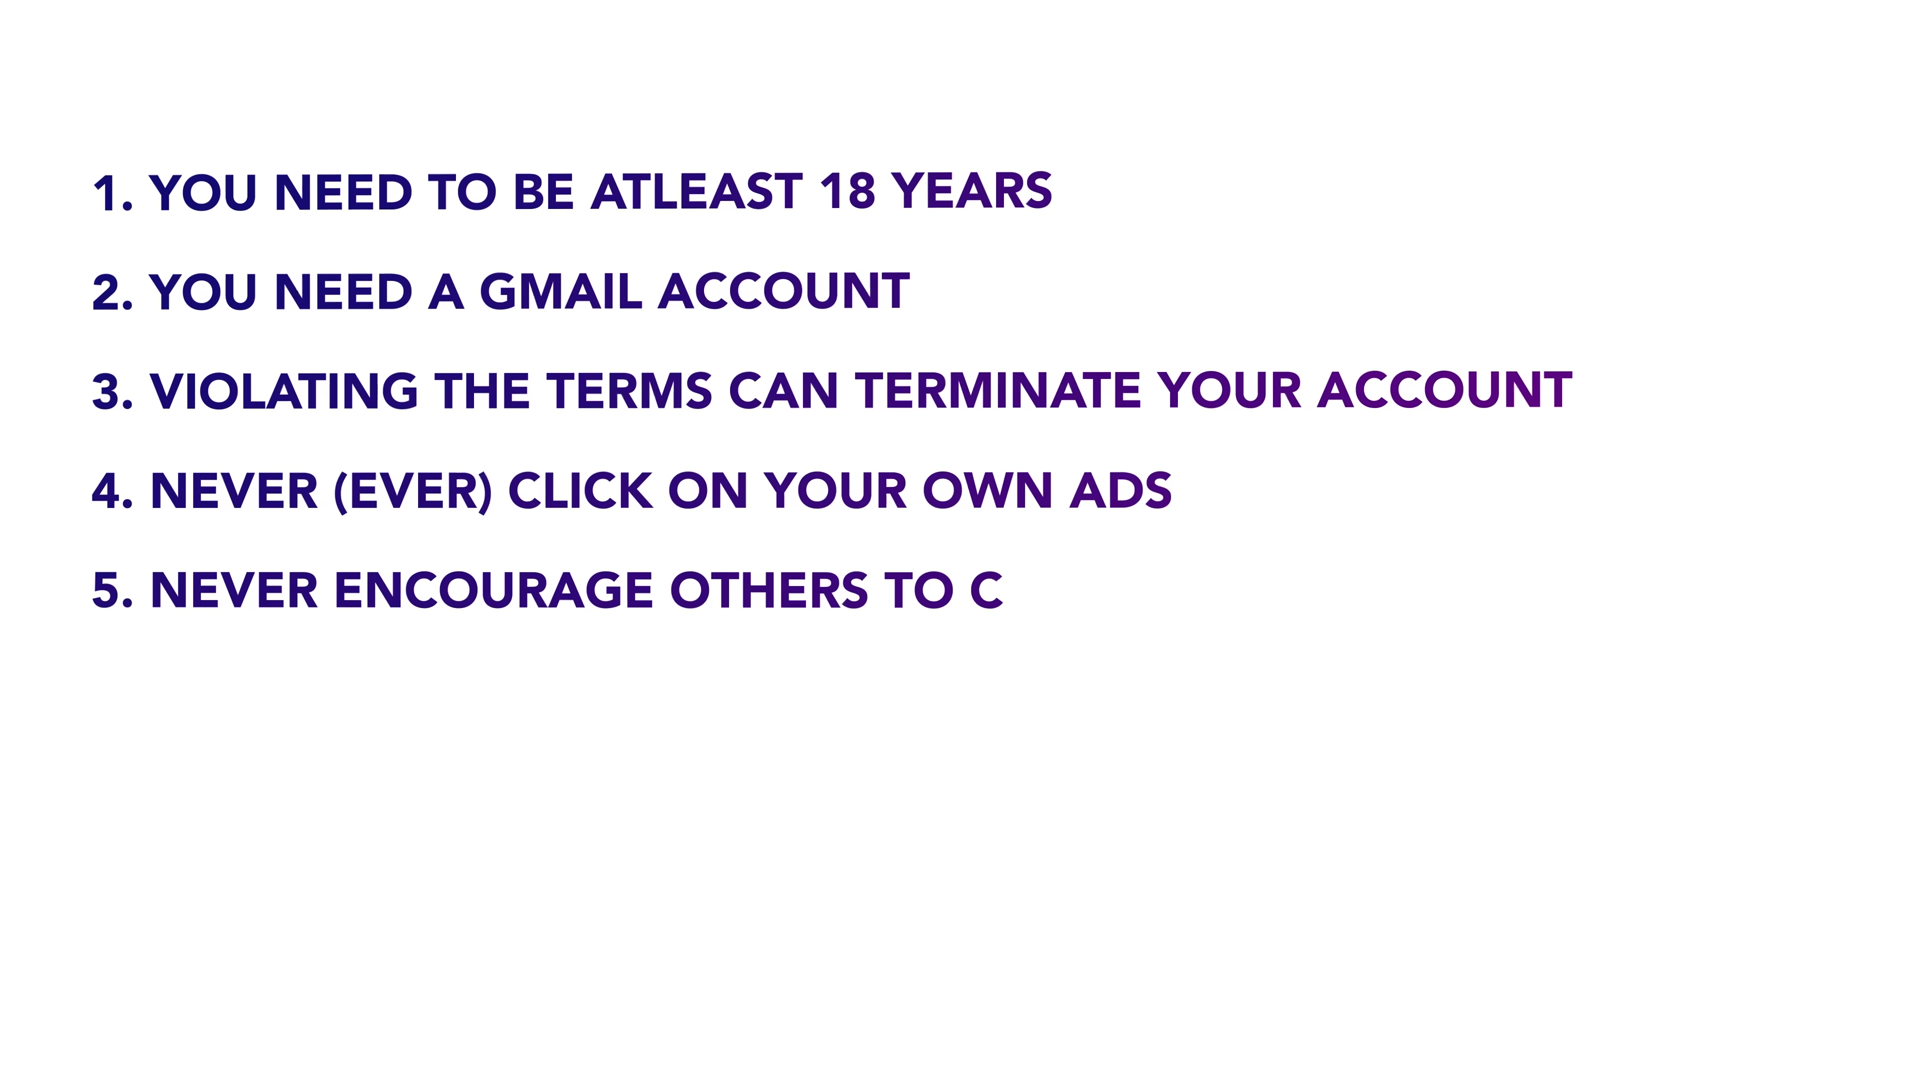 1. YOU NEED TO BE ATLEAST 18 YEARS
2. YOU NEED A GMAIL ACCOUNT
3. VIOLATING THE TERMS CAN TERMINATE YOUR ACCOUNT
4. NEVER (EVER) CLICK ON YOUR OWN ADS
5. NEVER ENCOURAGE OTHERS TO C